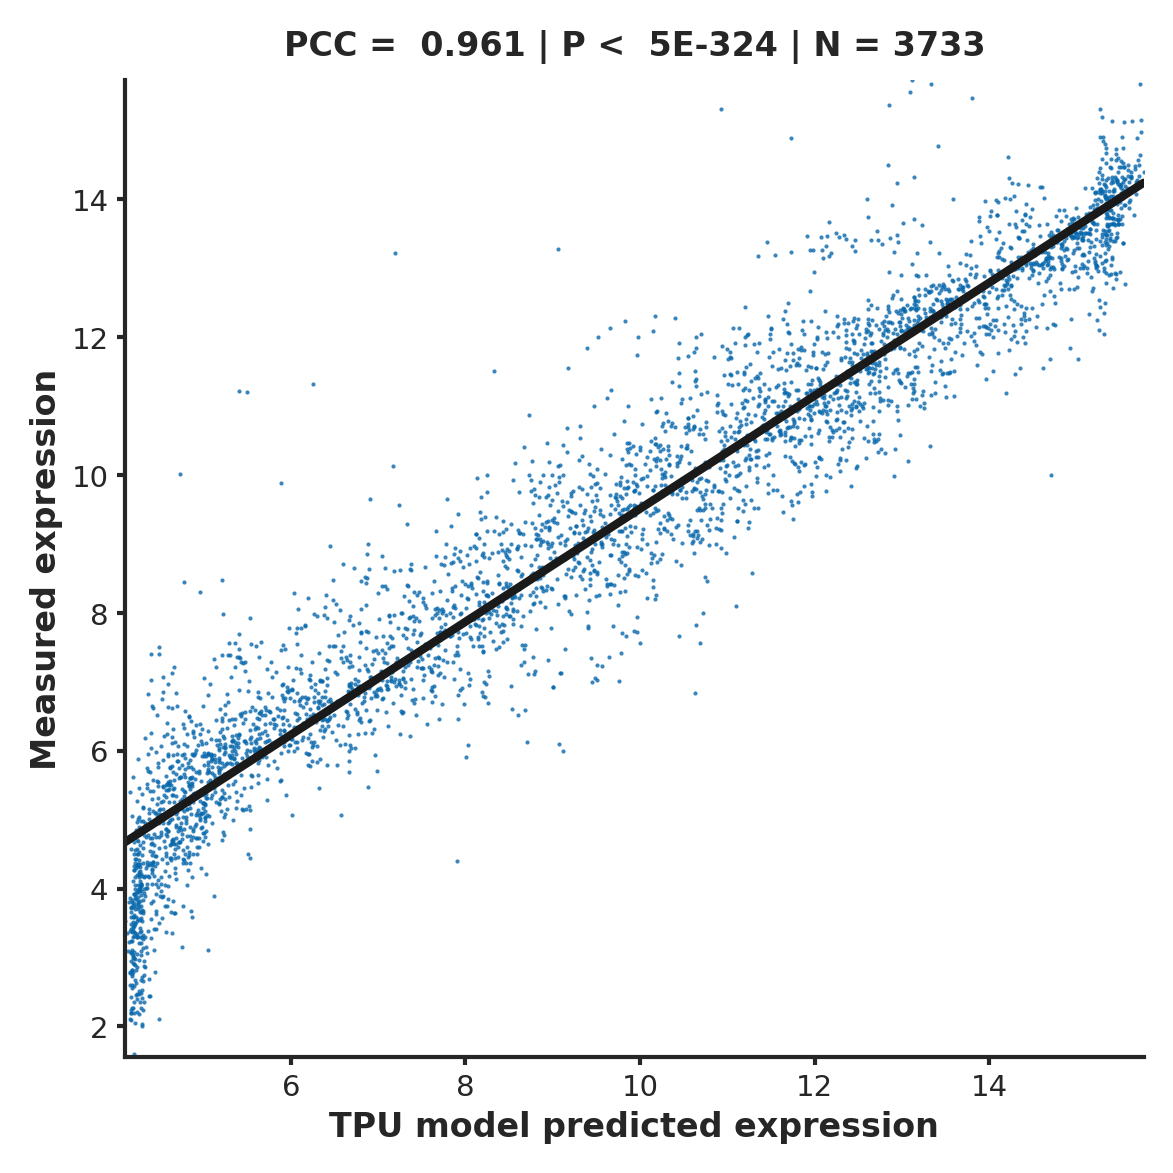 PCC =  0.961 | P <  5E-324 | N = 3733
Measured expression
14
12
10
8
6
4
2
6 8 10 12 14
TPU model predicted expression